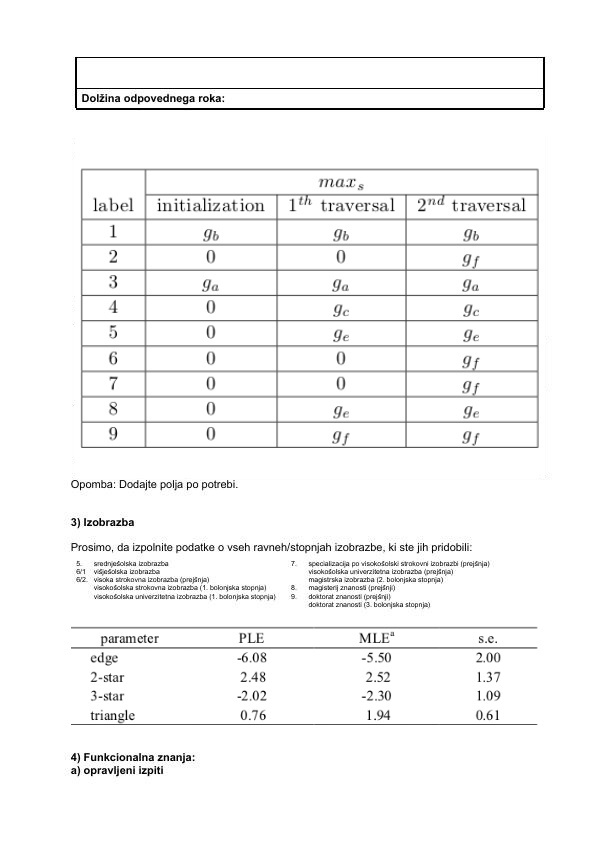 Dolžina odpovednega roka:
max_s
label initialization 1^th traversal 2^nd traversal
1 g_b g_b g_b
2 0 0 g_f
3 g_a g_a g_a
4 0 g_c g_c
5 0 g_e g_e
6 0 0 g_f
7 0 0 g_f
8 0 g_e g_e
9 0 g_f g_f
Opomba: Dodajte polja po potrebi.
3) Izobrazba
Prosimo, da izpolnite podatke o vseh ravneh/stopnjah izobrazbe, ki ste jih pridobili:
5. srednješolska izobrazba
6/1 višješolska izobrazba
6/2. visoka strokovna izobrazba (prejšnja)
visokošolska strokovna izobrazba (1. bolonjska stopnja)
visokošolska univerzitetna izobrazba (1. bolonjska stopnja)
7. specializacija po visokošolski strokovni izobrazbi (prejšnja)
visokošolska univerzitetna izobrazba (prejšnja)
magistrska izobrazba (2. bolonjska stopnja)
8. magisterij znanosti (prejšnji)
9. doktorat znanosti (prejšnji)
doktorat znanosti (3. bolonjska stopnja)
parameter PLE MLE^a s.e.
edge -6.08 -5.50 2.00
2-star 2.48 2.52 1.37
3-star -2.02 -2.30 1.09
triangle 0.76 1.94 0.61
4) Funkcionalna znanja:
a) opravljeni izpiti